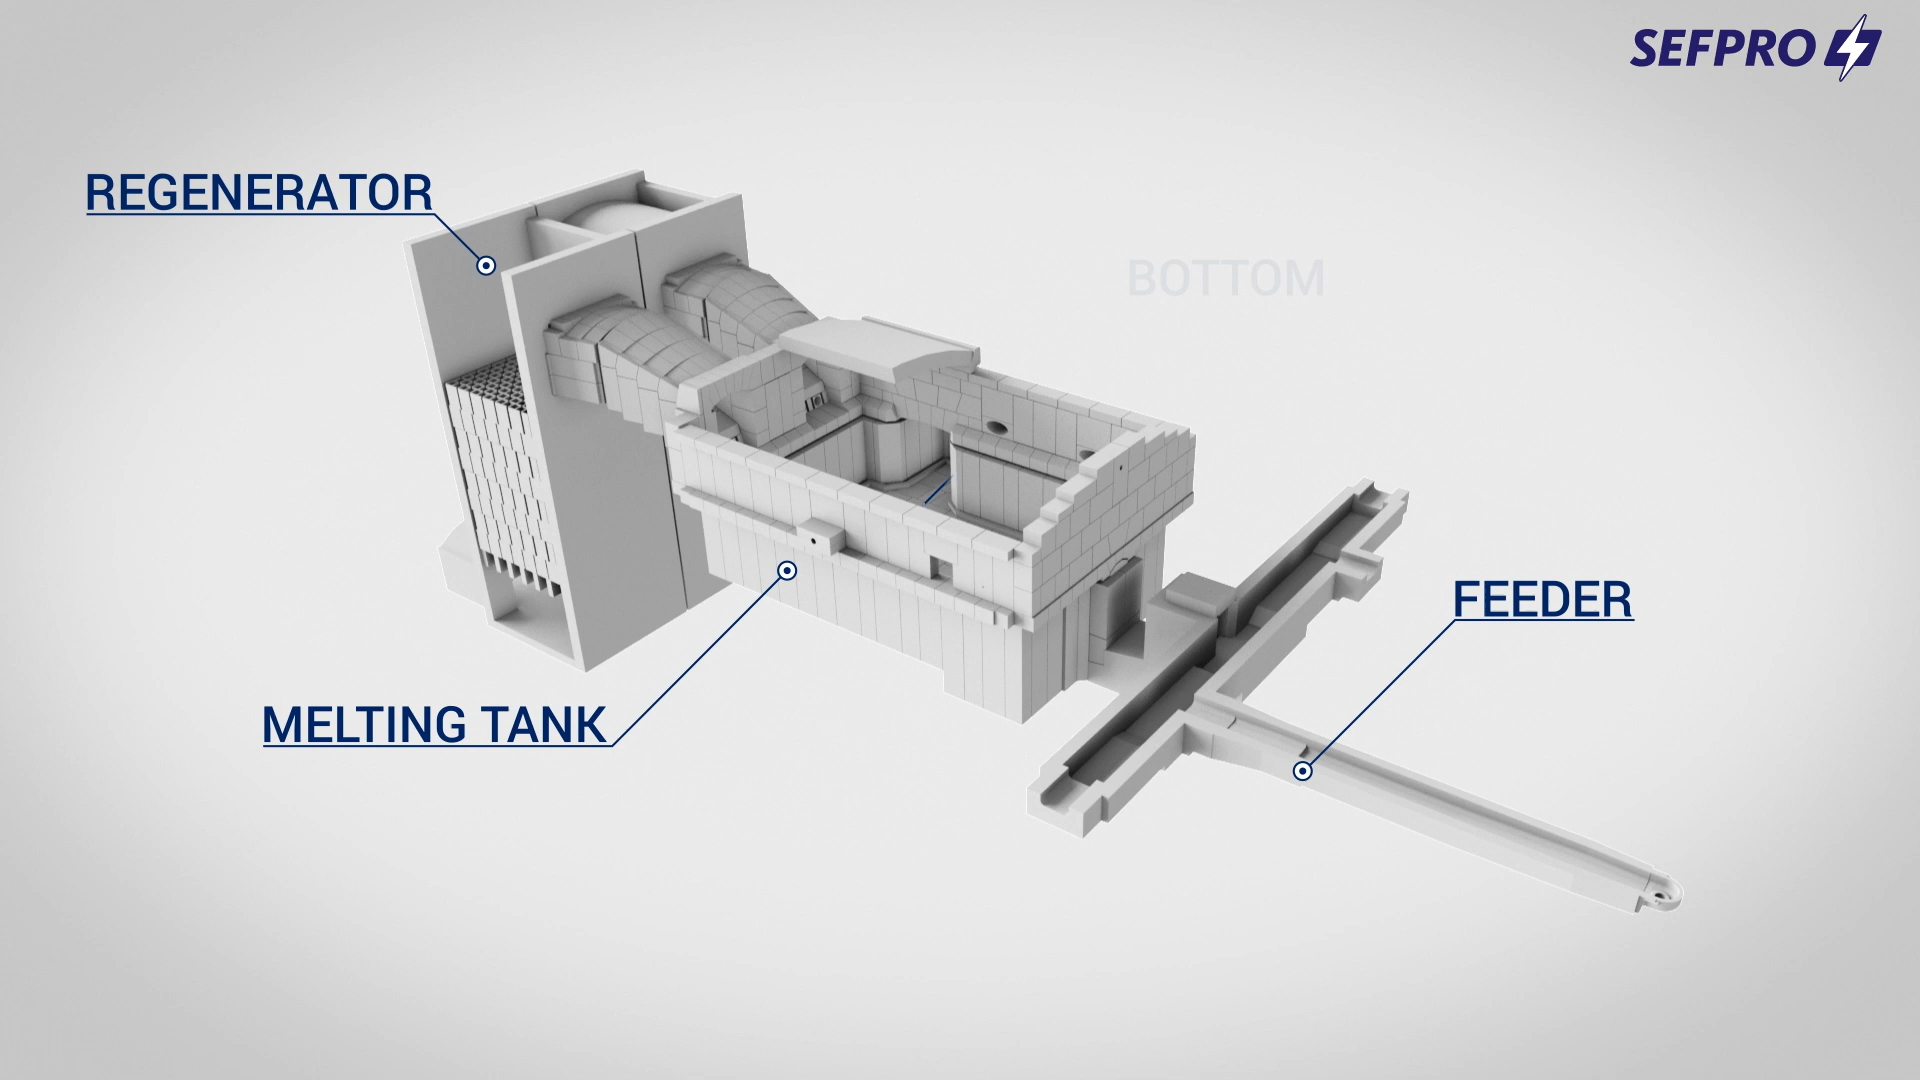 SEFPRO
REGENERATOR
BOTTOM
FEEDER
MELTING TANK